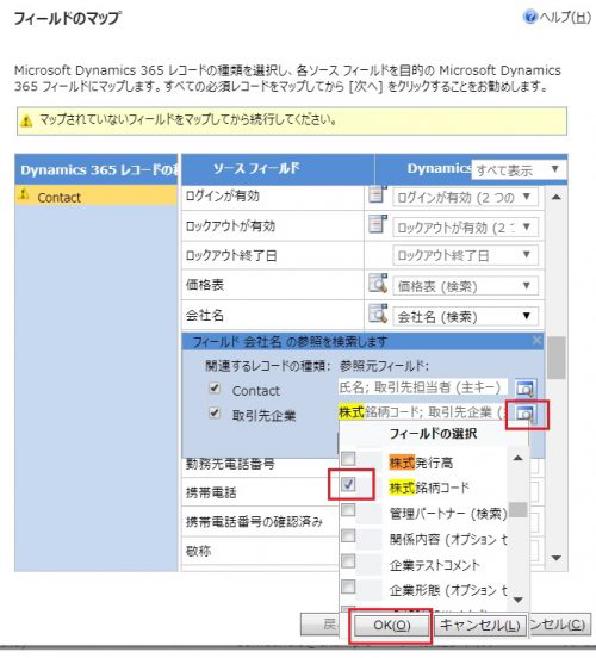 フィールドのマップ
ヘルプ(H)
Microsoft Dynamics 365 レコードの種類を選択し、各ソース フィールドを目的の Microsoft Dynamics
365 フィールドにマップします。すべての必須レコードをマップしてから [次へ] をクリックすることをお勧めします。
マップされていないフィールドをマップしてから続行してください。
Dynamics 365 レコードの
ソース フィールド
Dynamics
すべて表示
Contact
ログインが有効
ログインが有効 (2 つの
ロックアウトが有効
ロックアウトが有効 (2
ロックアウト終了日
ロックアウト終了日
価格表
価格表 (検索)
会社名
会社名 (検索)
フィールド 会社名 の参照を検索します
関連するレコードの種類: 参照元フィールド:
Contact
氏名; 取引先担当者 (主キー)
取引先企業
株式銘柄コード; 取引先企業 (
フィールドの選択
株式発行高
株式銘柄コード
管理パートナー (検索)
関係内容 (オプション セ
企業テストコメント
企業形態 (オプション セ
勤務先電話番号
携帯電話
携帯電話番号の確認済み
敬称
戻
OK(O)
キャンセル(L)
ンセル(C)